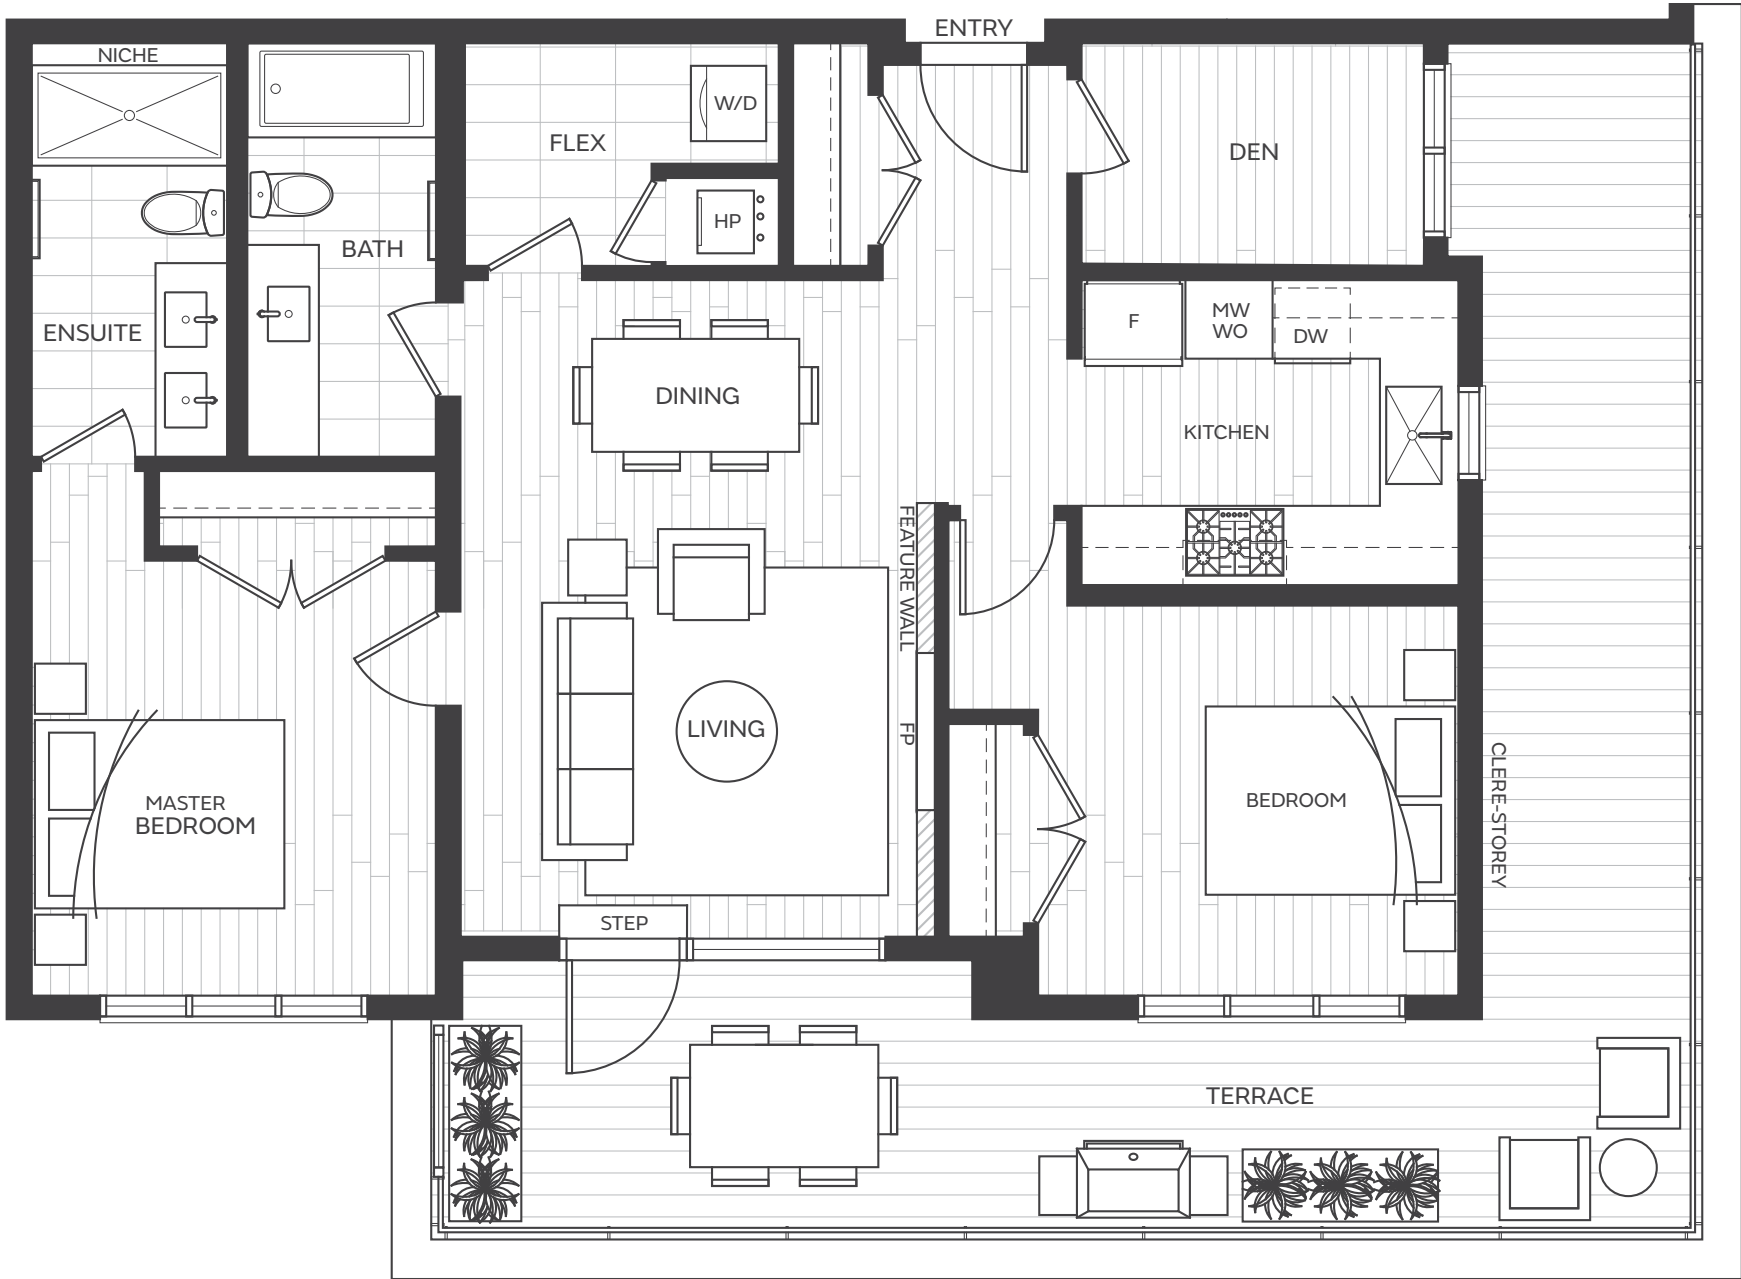 ENTRY
NICHE
W/D
FLEX
DEN
HP
BATH
ENSUITE
F
MW
WO
DW
DINING
KITCHEN
FEATURE WALL
FP
LIVING
CLERE-STOREY
MASTER
BEDROOM
BEDROOM
STEP
TERRACE